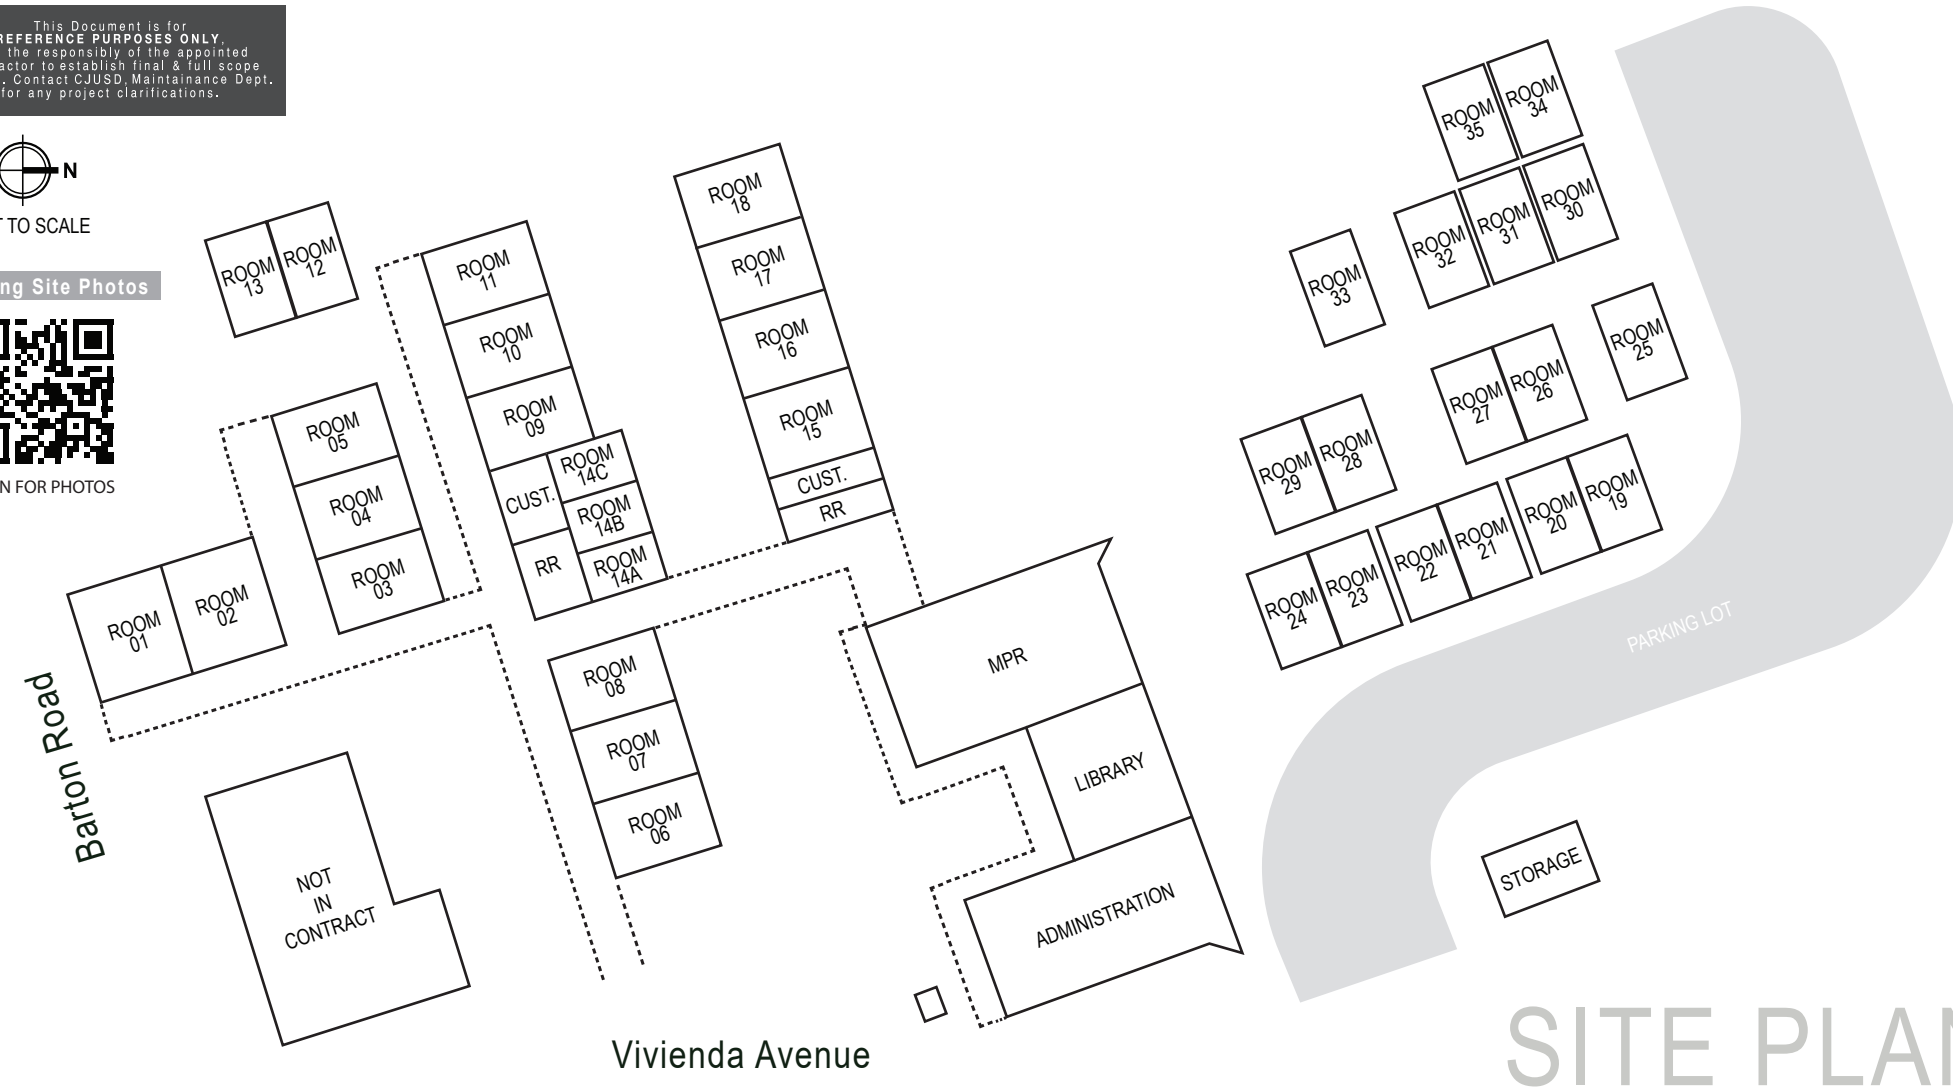 This Document is for
REFERENCE PURPOSES ONLY,
the responsibly of the appointed
actor to establish final & full scope
. Contact CJUSD, Maintainance Dept.
for any project clarifications.
N
TO SCALE
ng Site Photos
N FOR PHOTOS
ROOM
13
ROOM
12
ROOM
11
ROOM
10
ROOM
09
CUST.
ROOM
14C
ROOM
14B
ROOM
14A
RR
ROOM
18
ROOM
17
ROOM
16
ROOM
15
CUST.
RR
ROOM
05
ROOM
04
ROOM
03
ROOM
01
ROOM
02
ROOM
08
ROOM
07
ROOM
06
MPR
LIBRARY
ADMINISTRATION
NOT
IN
CONTRACT
ROOM
35
ROOM
34
ROOM
32
ROOM
31
ROOM
30
ROOM
33
ROOM
25
ROOM
27
ROOM
26
ROOM
29
ROOM
28
ROOM
24
ROOM
23
ROOM
22
ROOM
21
ROOM
20
ROOM
19
PARKING LOT
STORAGE
Barton Road
Vivienda Avenue
SITE PLAN